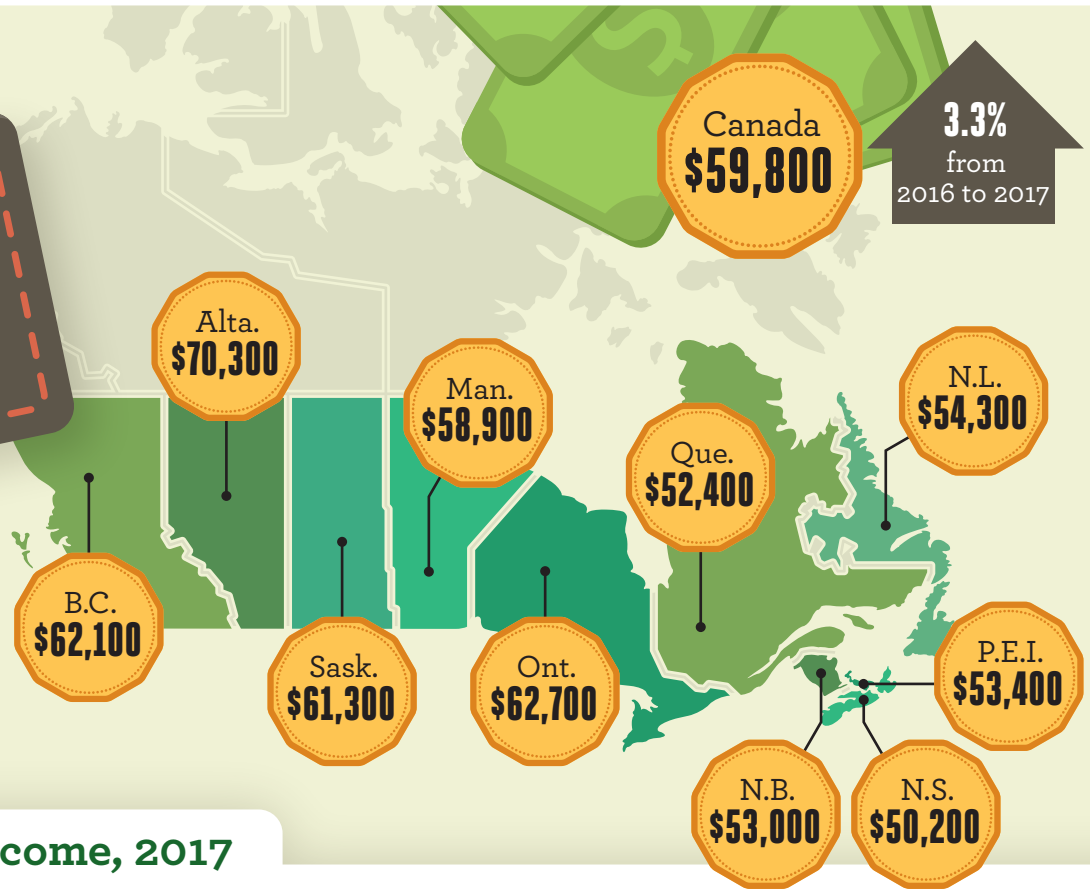 Canada
$59,800
3.3%
from
2016 to 2017
Alta.
$70,300
Man.
$58,900
N.L.
$54,300
Que.
$52,400
B.C.
$62,100
Sask.
$61,300
Ont.
$62,700
P.E.I.
$53,400
N.B.
$53,000
N.S.
$50,200
come, 2017